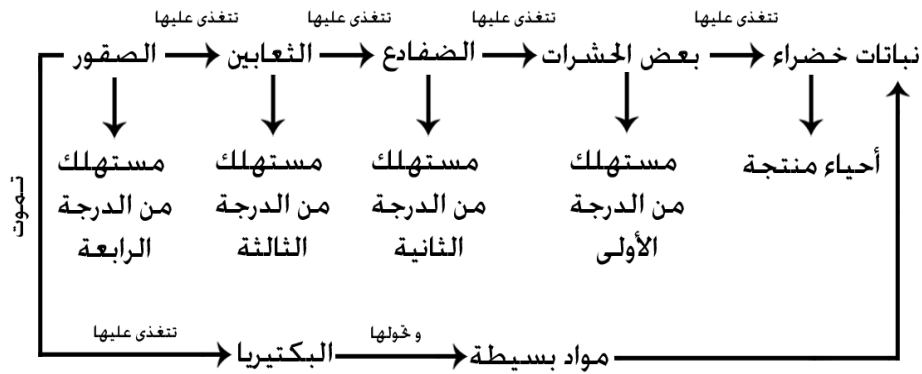 تتغذى عليها تتغذى عليها تتغذى عليها تتغذى عليها
نباتات خضراء بعض الحشرات الضفادع الثعابين الصقور
أحياء منتجة مستهلك مستهلك مستهلك مستهلك
من الدرجة من الدرجة من الدرجة من الدرجة
الأولى الثانية الثالثة الرابعة
تموت
تتغذى عليها وتحولها
البكتيريا مواد بسيطة